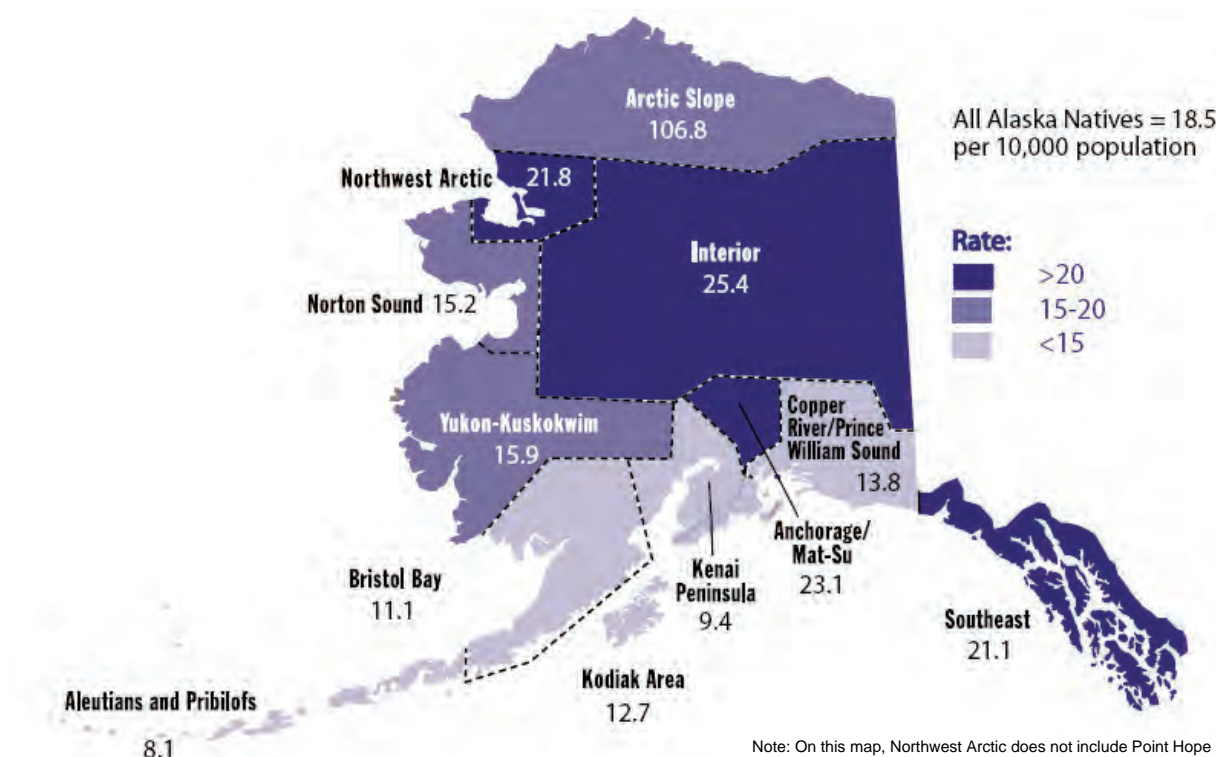 Arctic Slope
106.8
All Alaska Natives = 18.5
per 10,000 population
Northwest Arctic
21.8
Rate:
>20
15-20
<15
Interior
25.4
Norton Sound 15.2
Yukon-Kuskokwim
15.9
Copper
River/Prince
William Sound
13.8
Anchorage/
Mat-Su
23.1
Kenai
Peninsula
9.4
Bristol Bay
11.1
Southeast
21.1
Kodiak Area
12.7
Aleutians and Pribilofs
8.1
Note: On this map, Northwest Arctic does not include Point Hope